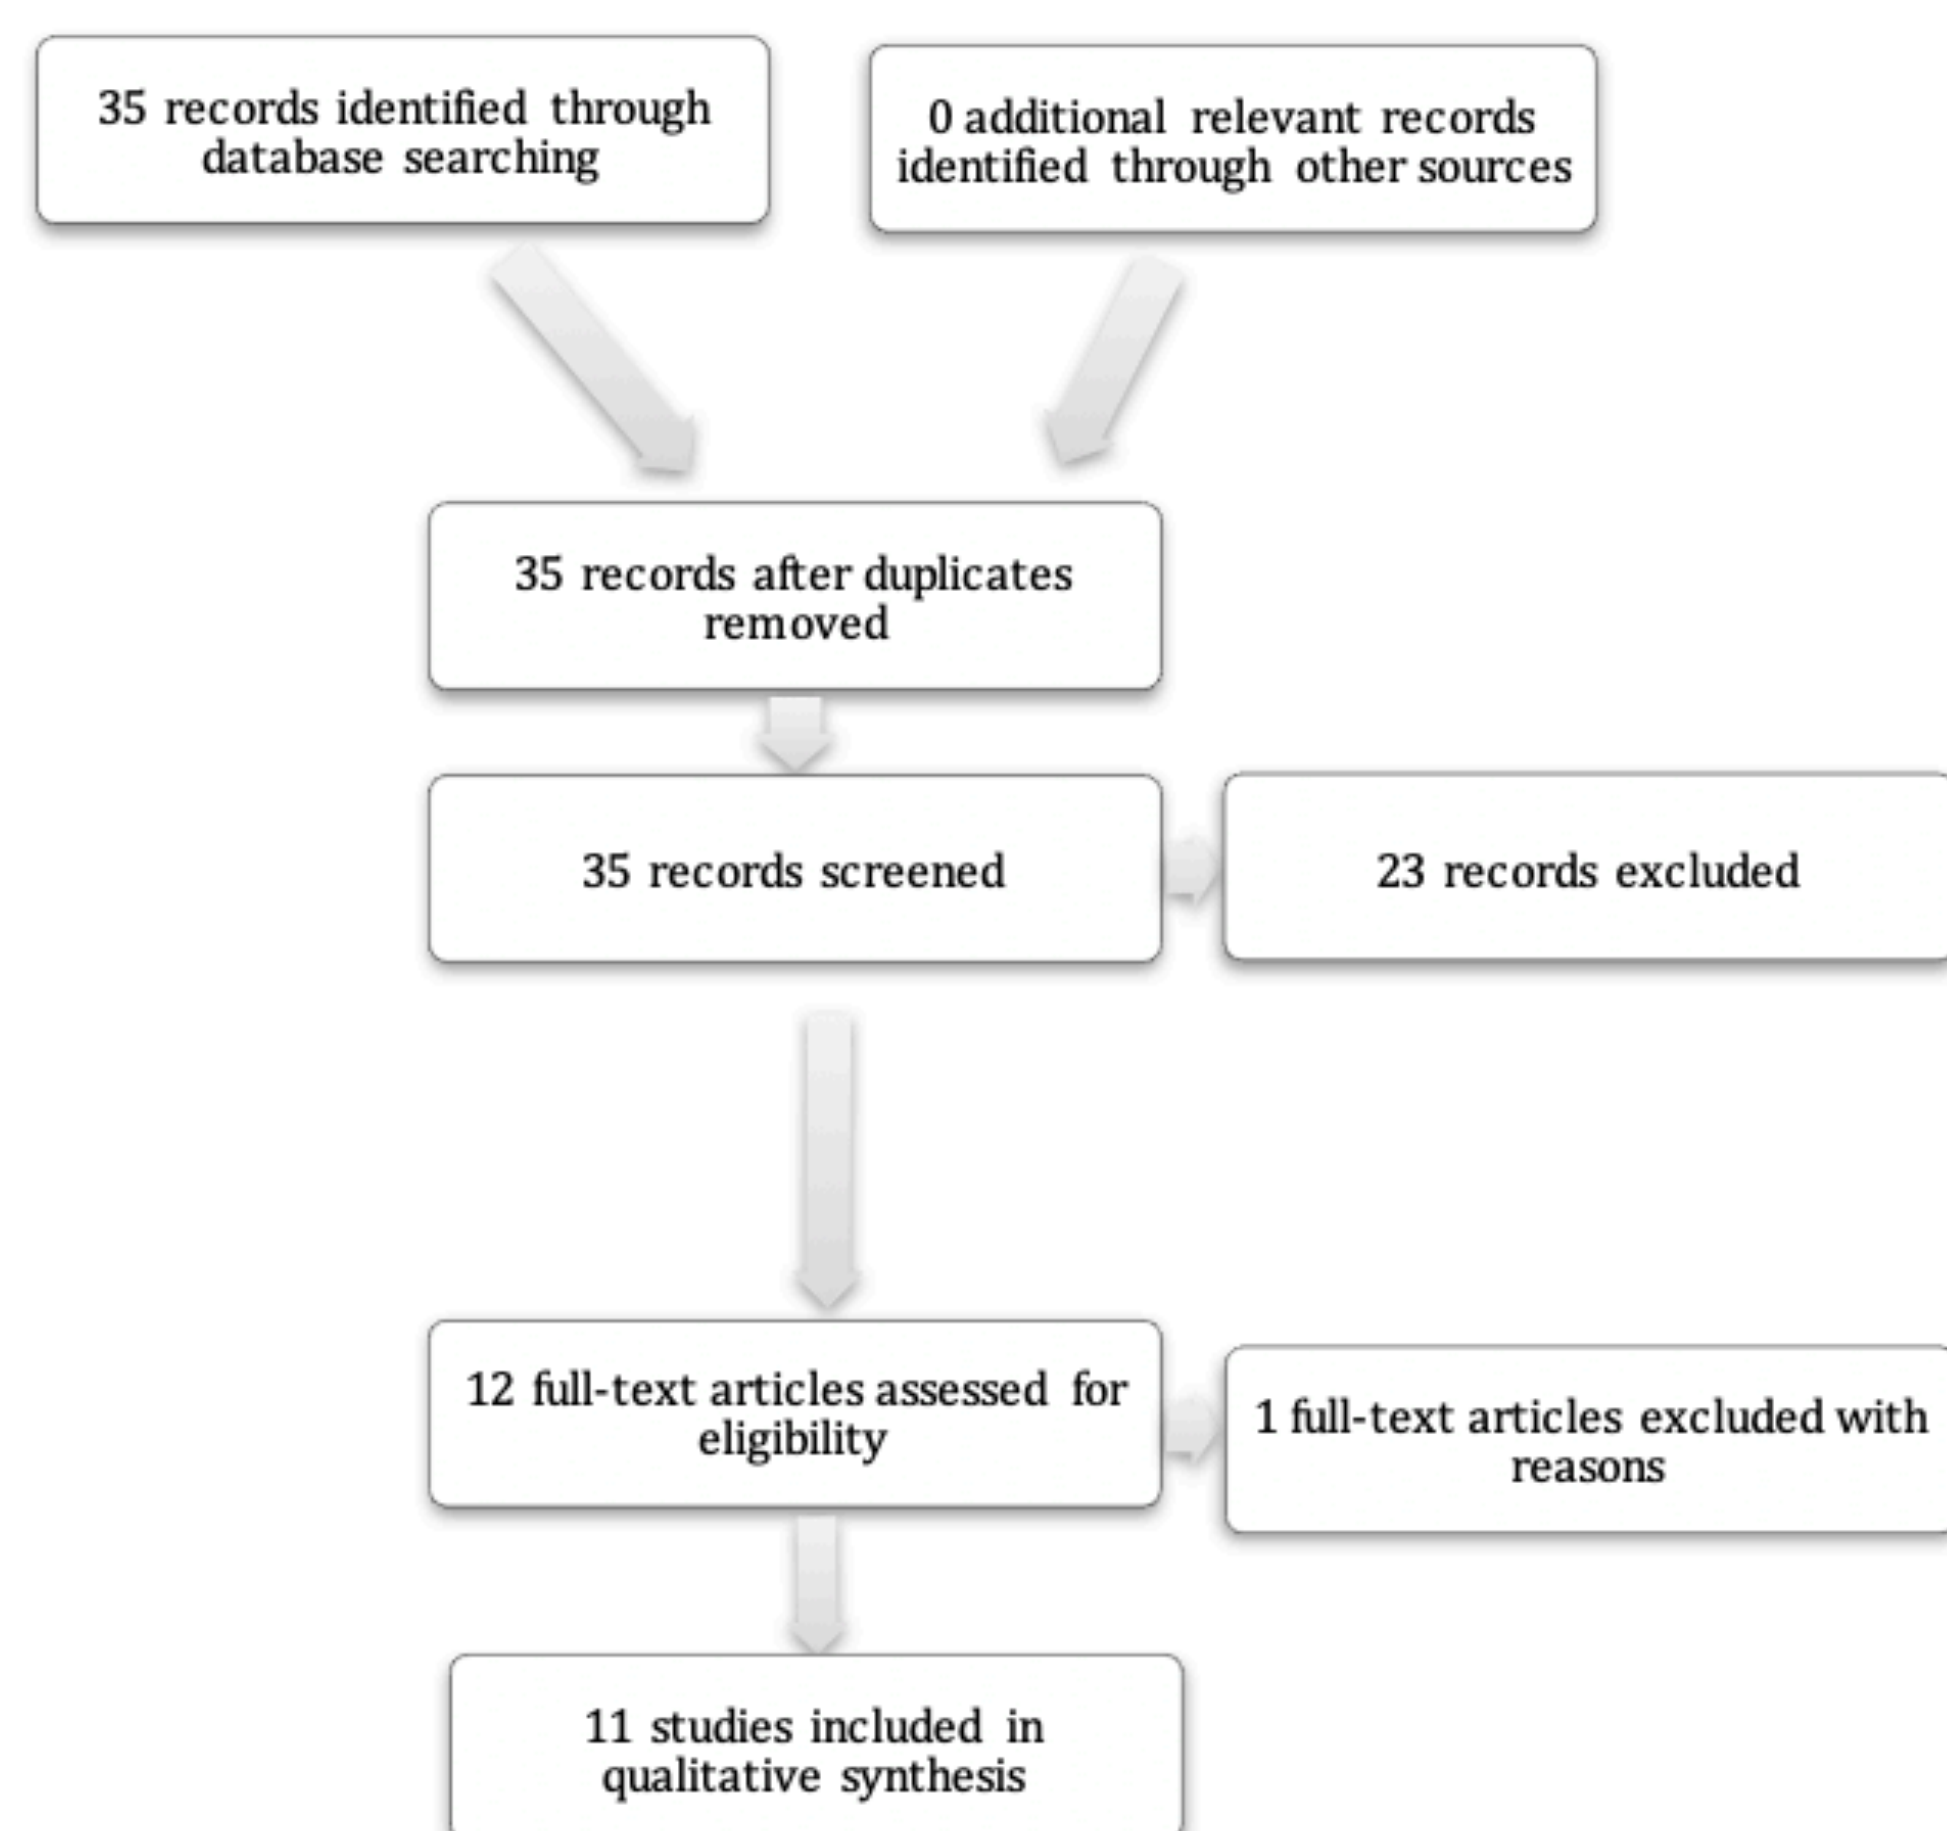 35 records identified through
database searching
0 additional relevant records
identified through other sources
35 records after duplicates
removed
35 records screened
23 records excluded
12 full-text articles assessed for
eligibility
1 full-text articles excluded with
reasons
11 studies included in
qualitative synthesis